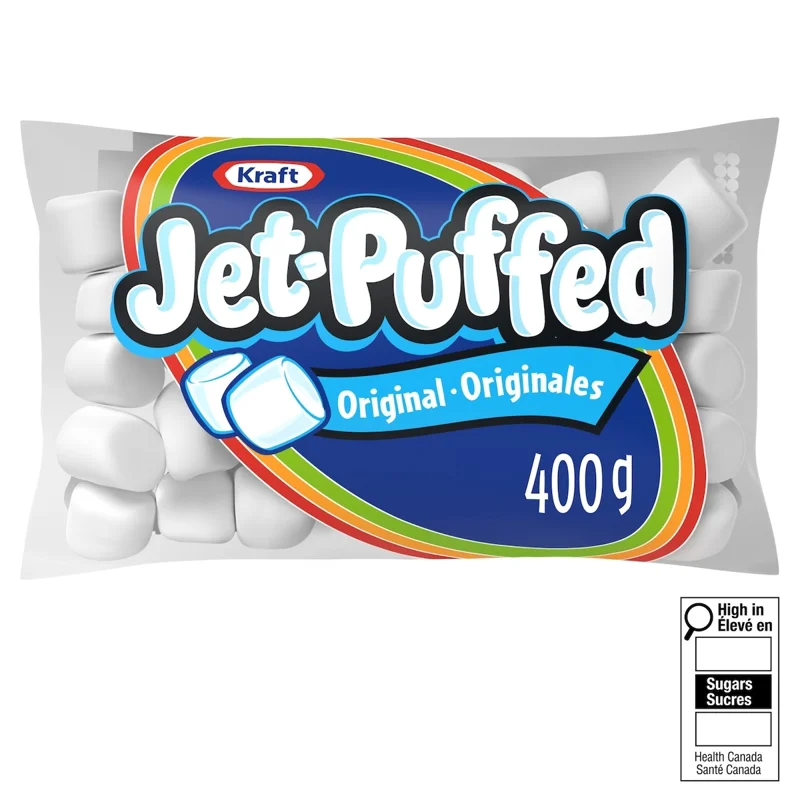 Kraft
Jet-Puffed
Original · Originales
400 g
High in
Élevé en
Sugars
Sucres
Health Canada
Santé Canada